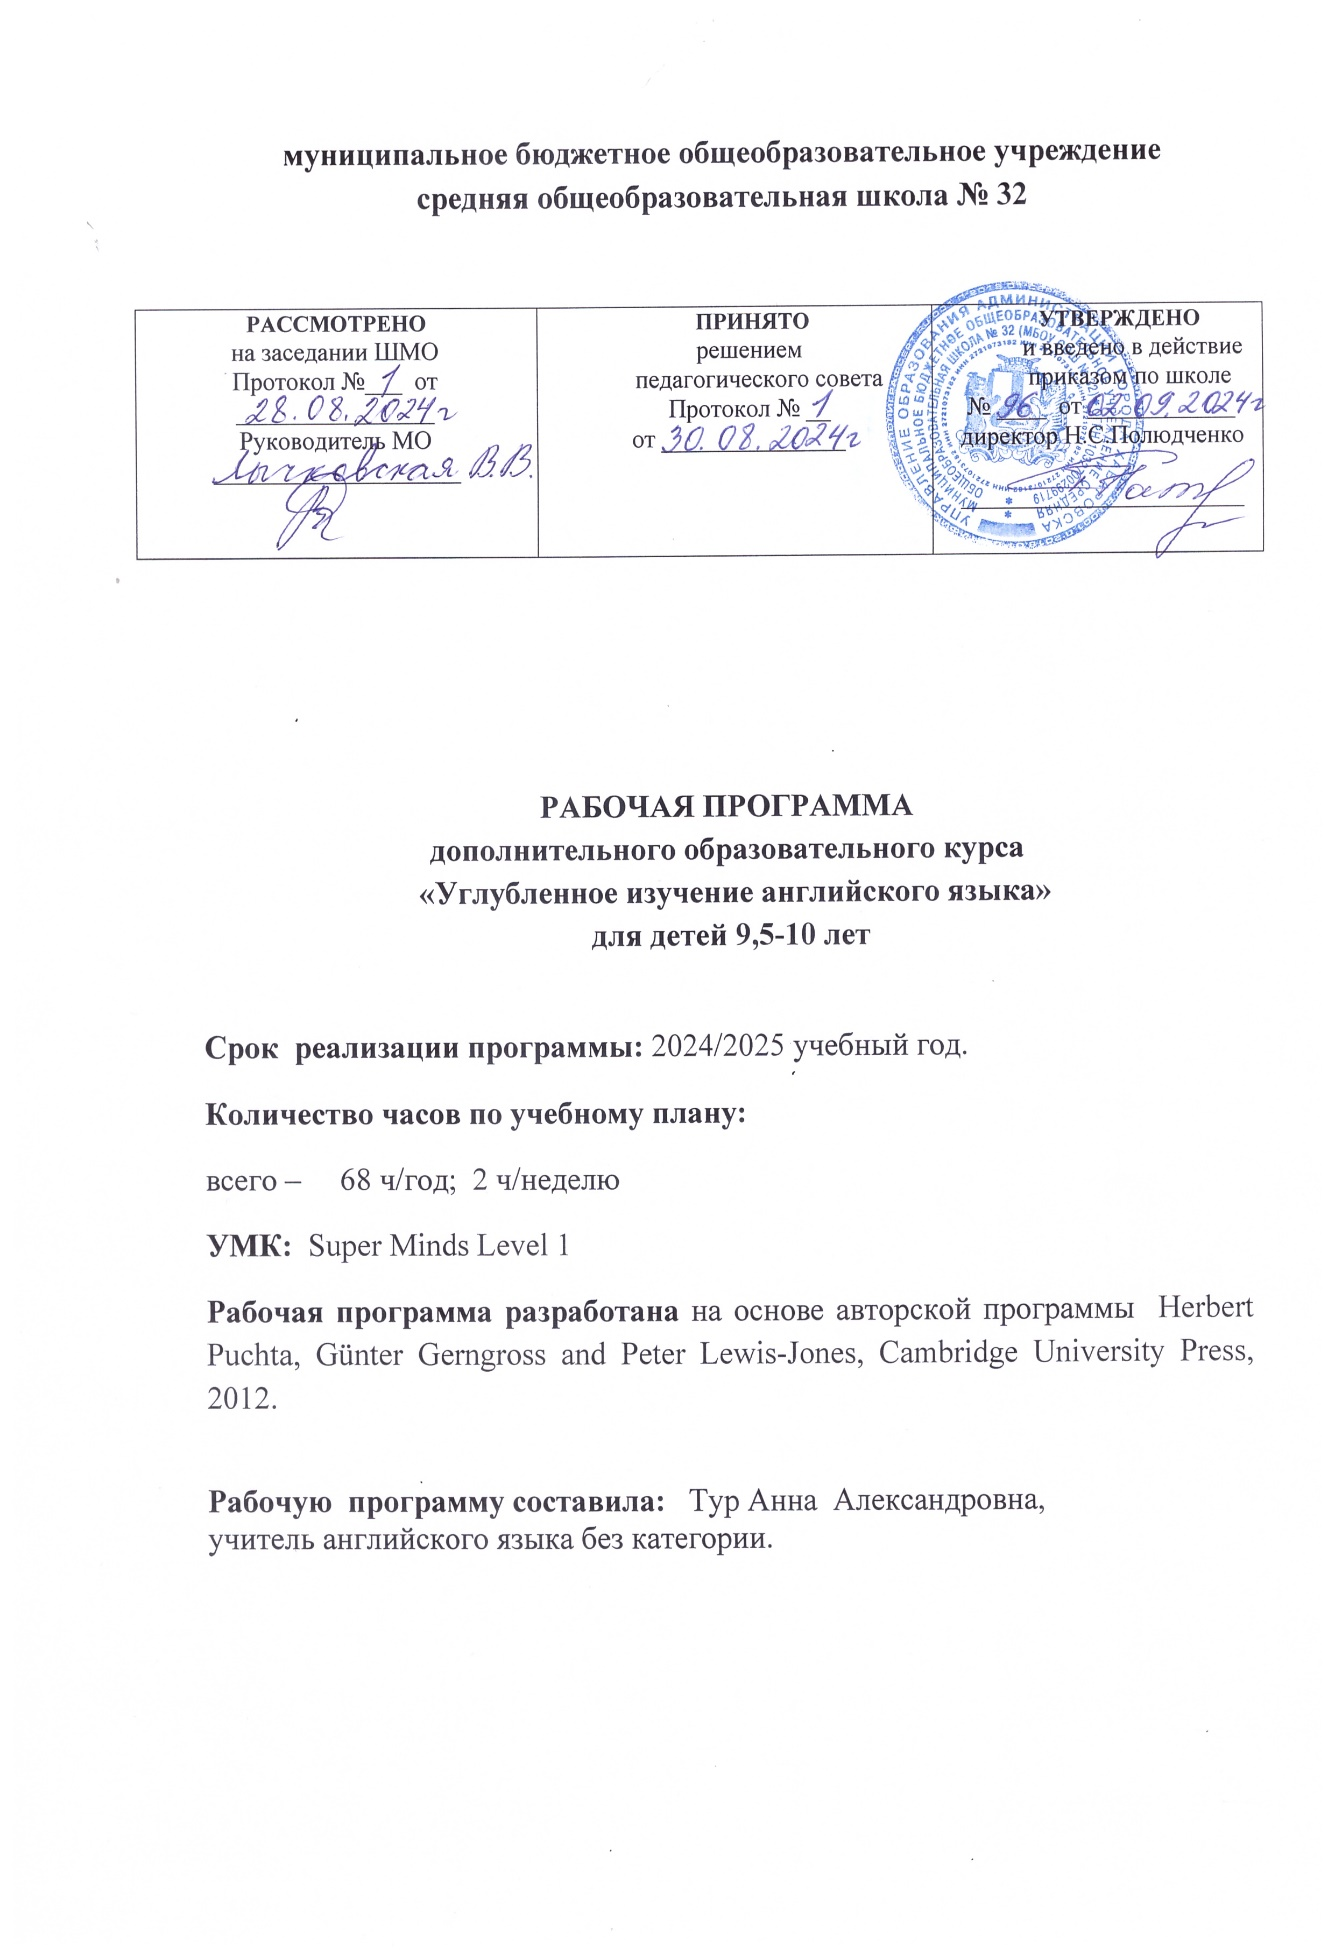 муниципальное бюджетное общеобразовательное учреждение
средняя общеобразовательная школа № 32
РАССМОТРЕНО
на заседании ШМО
Протокол № 1 от
28.08.2024г
Руководитель МО
Лычковская В.В.
ПРИНЯТО
решением
педагогического совета
Протокол № 1
от 30.08.2024г
УТВЕРЖДЕНО
и введено в действие
приказом по школе
№ 96 от 02.09.2024г
директор Н.С.Полюдченко
РАБОЧАЯ ПРОГРАММА
дополнительного образовательного курса
«Углубленное изучение английского языка»
для детей 9,5-10 лет
Срок реализации программы: 2024/2025 учебный год.
Количество часов по учебному плану:
всего – 68 ч/год; 2 ч/неделю
УМК: Super Minds Level 1
Рабочая программа разработана на основе авторской программы Herbert
Puchta, Günter Gerngross and Peter Lewis-Jones, Cambridge University Press,
2012.
Рабочую программу составила: Тур Анна Александровна,
учитель английского языка без категории.